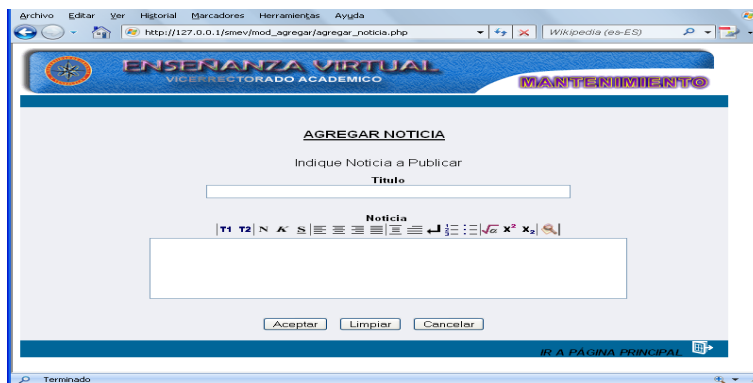 Archivo Editar Ver Historial Marcadores Herramientas Ayuda
http://127.0.0.1/smev/mod_agregar/agregar_noticia.php Wikipedia (es-ES)
ENSEÑANZA VIRTUAL
VICERRECTORADO ACADEMICO
MANTENIMIENTO
AGREGAR NOTICIA
Indique Noticia a Publicar
Titulo
Noticia
T1 T2 N K S √α x² x₂
Aceptar Limpiar Cancelar
IR A PÁGINA PRINCIPAL
Terminado